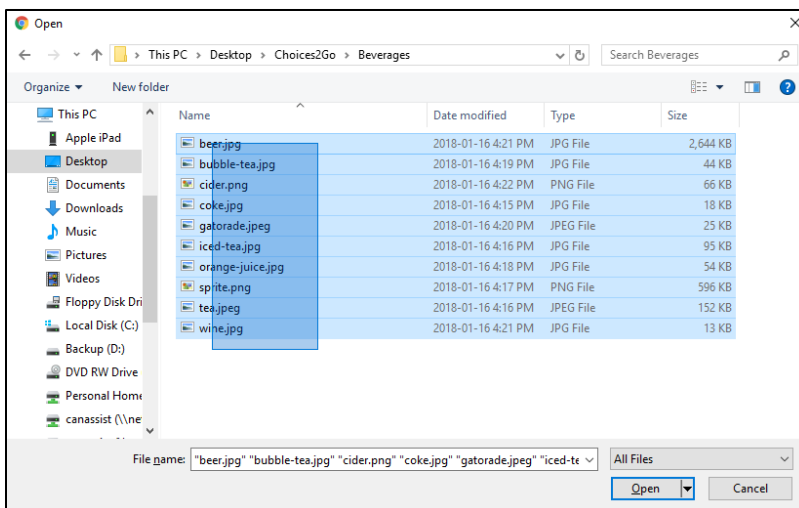 Open
This PC > Desktop > Choices2Go > Beverages
Search Beverages
Organize
New folder
This PC
Apple iPad
Desktop
Documents
Downloads
Music
Pictures
Videos
Floppy Disk Dri
Local Disk (C:)
Backup (D:)
DVD RW Drive
Personal Home
canassist (\\ne
Name Date modified Type Size
beer.jpg 2018-01-16 4:21 PM JPG File 2,644 KB
bubble-tea.jpg 2018-01-16 4:19 PM JPG File 44 KB
cider.png 2018-01-16 4:22 PM PNG File 66 KB
coke.jpg 2018-01-16 4:15 PM JPG File 18 KB
gatorade.jpeg 2018-01-16 4:20 PM JPEG File 25 KB
iced-tea.jpg 2018-01-16 4:16 PM JPG File 95 KB
orange-juice.jpg 2018-01-16 4:18 PM JPG File 54 KB
sprite.png 2018-01-16 4:17 PM PNG File 596 KB
tea.jpeg 2018-01-16 4:16 PM JPEG File 152 KB
wine.jpg 2018-01-16 4:21 PM JPG File 13 KB
File name: "beer.jpg" "bubble-tea.jpg" "cider.png" "coke.jpg" "gatorade.jpeg" "iced-te
All Files
Open
Cancel